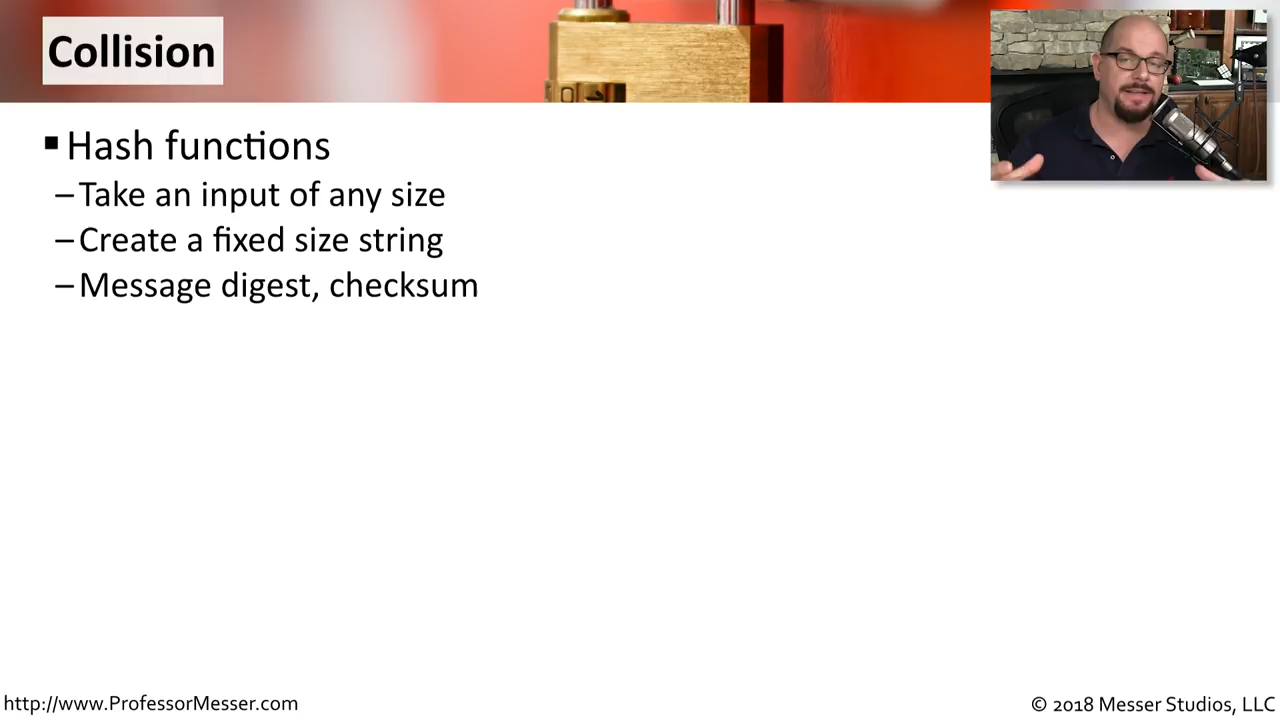 Collision
▪ Hash functions
– Take an input of any size
– Create a fixed size string
– Message digest, checksum
http://www.ProfessorMesser.com
© 2018 Messer Studios, LLC